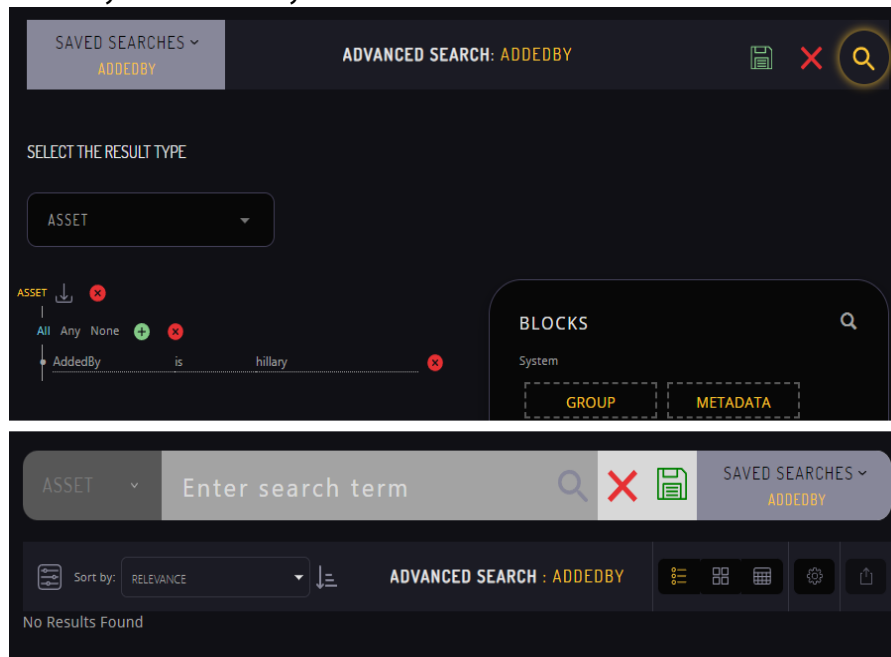 SAVED SEARCHES
ADDEDBY
ADVANCED SEARCH: ADDEDBY
SELECT THE RESULT TYPE
ASSET
ASSET
All Any None
AddedBy is hillary
BLOCKS
System
GROUP METADATA
ASSET Enter search term
SAVED SEARCHES
ADDEDBY
Sort by: RELEVANCE
ADVANCED SEARCH : ADDEDBY
No Results Found